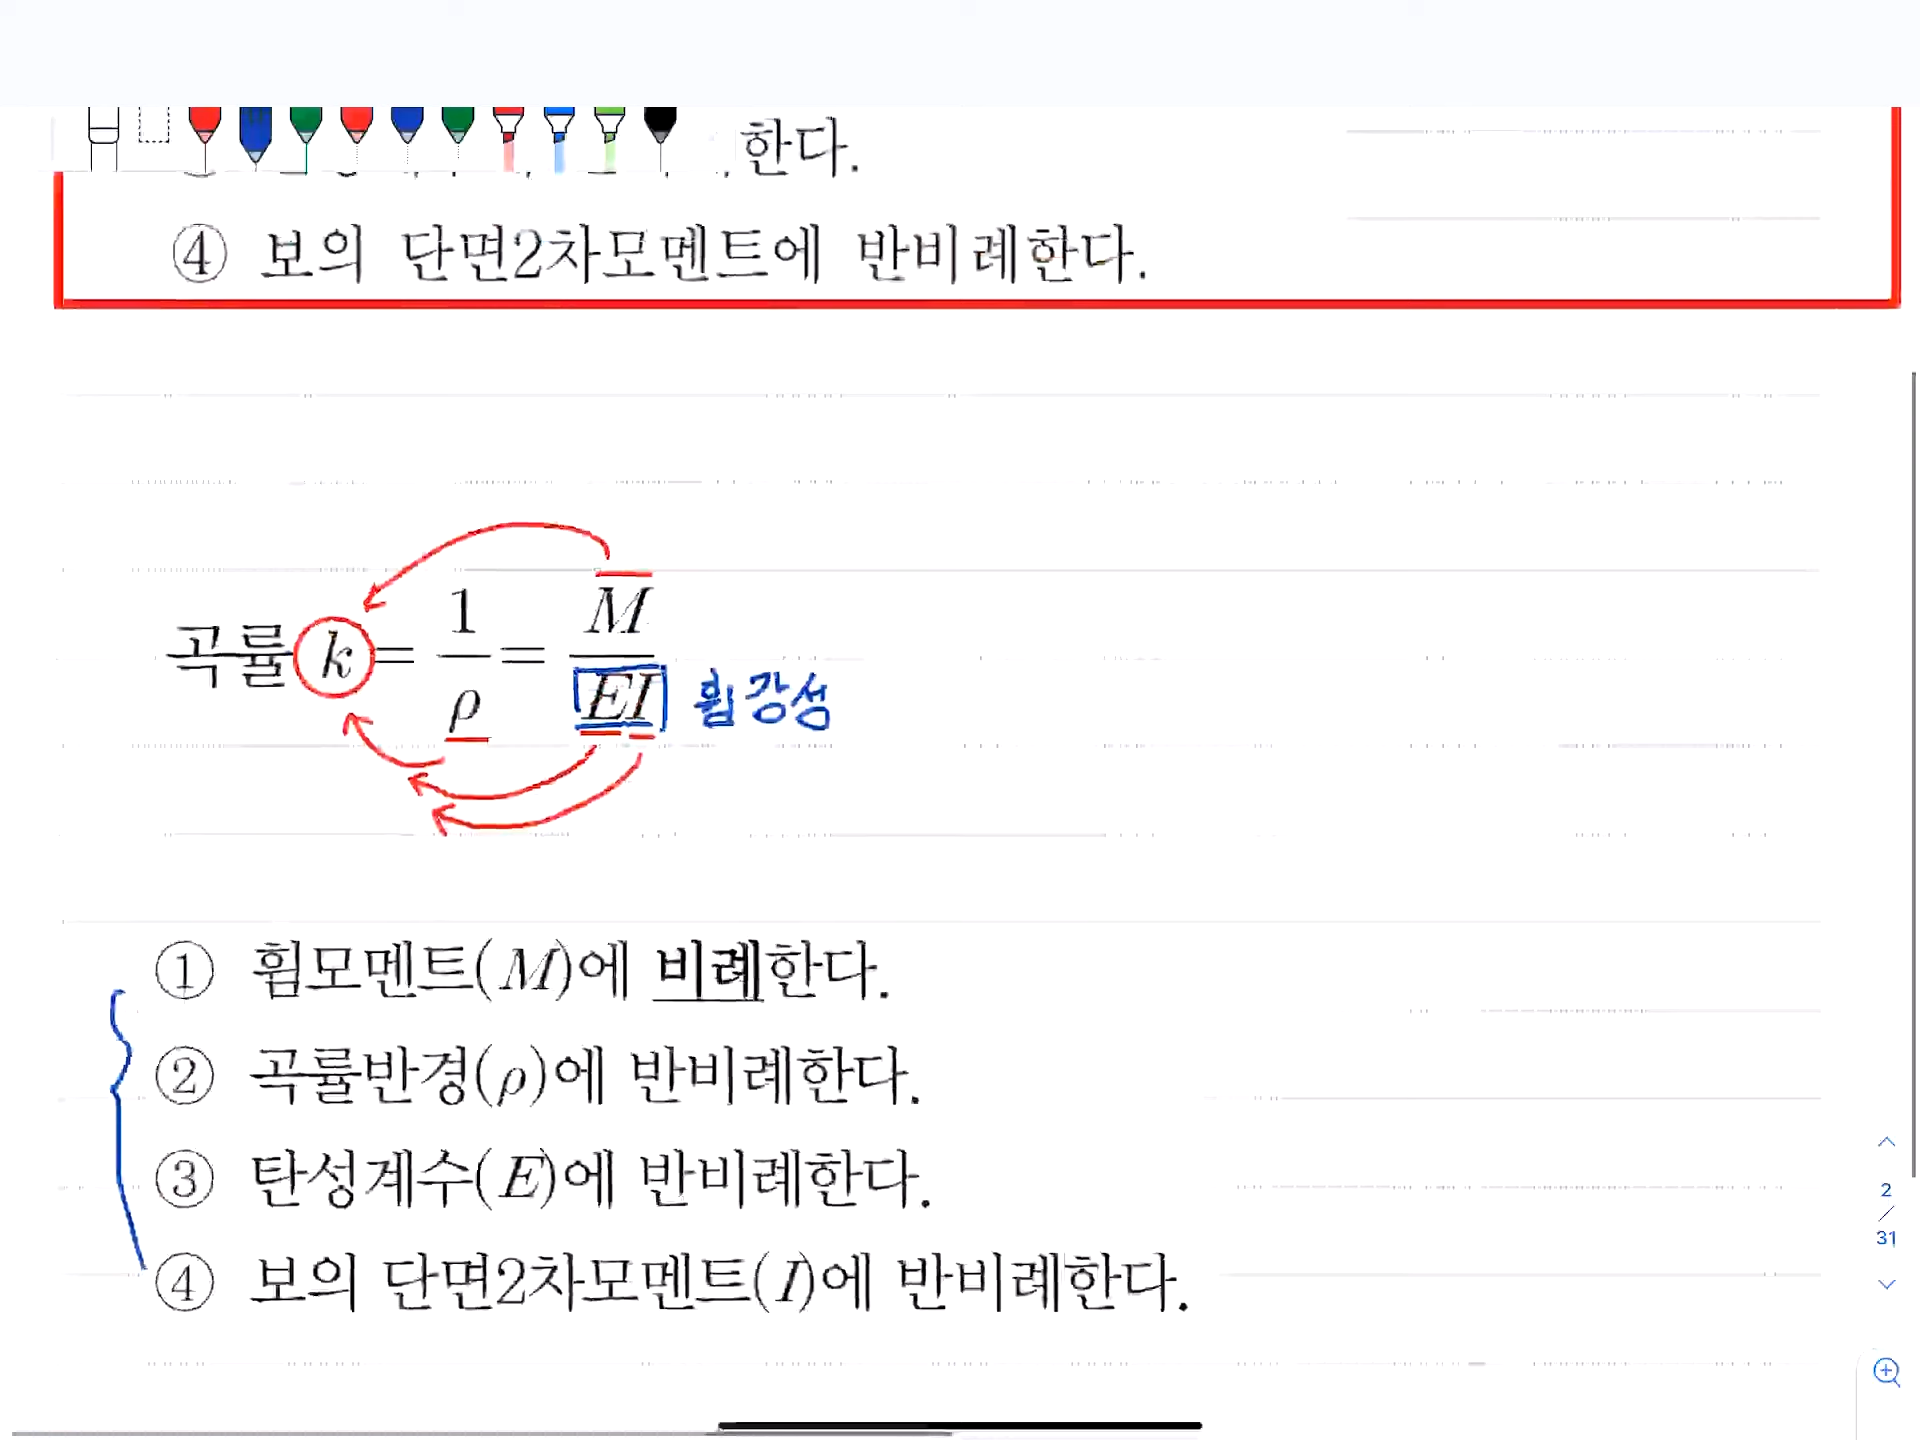 한다.
④ 보의 단면2차모멘트에 반비례한다.
곡률 k = 1/ρ = M/EI 휨강성
① 휨모멘트(M)에 비례한다.
② 곡률반경(ρ)에 반비례한다.
③ 탄성계수(E)에 반비례한다.
④ 보의 단면2차모멘트(I)에 반비례한다.
2
/
31